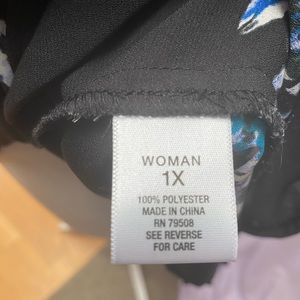 WOMAN
1X
100% POLYESTER
MADE IN CHINA
RN 79508
SEE REVERSE
FOR CARE